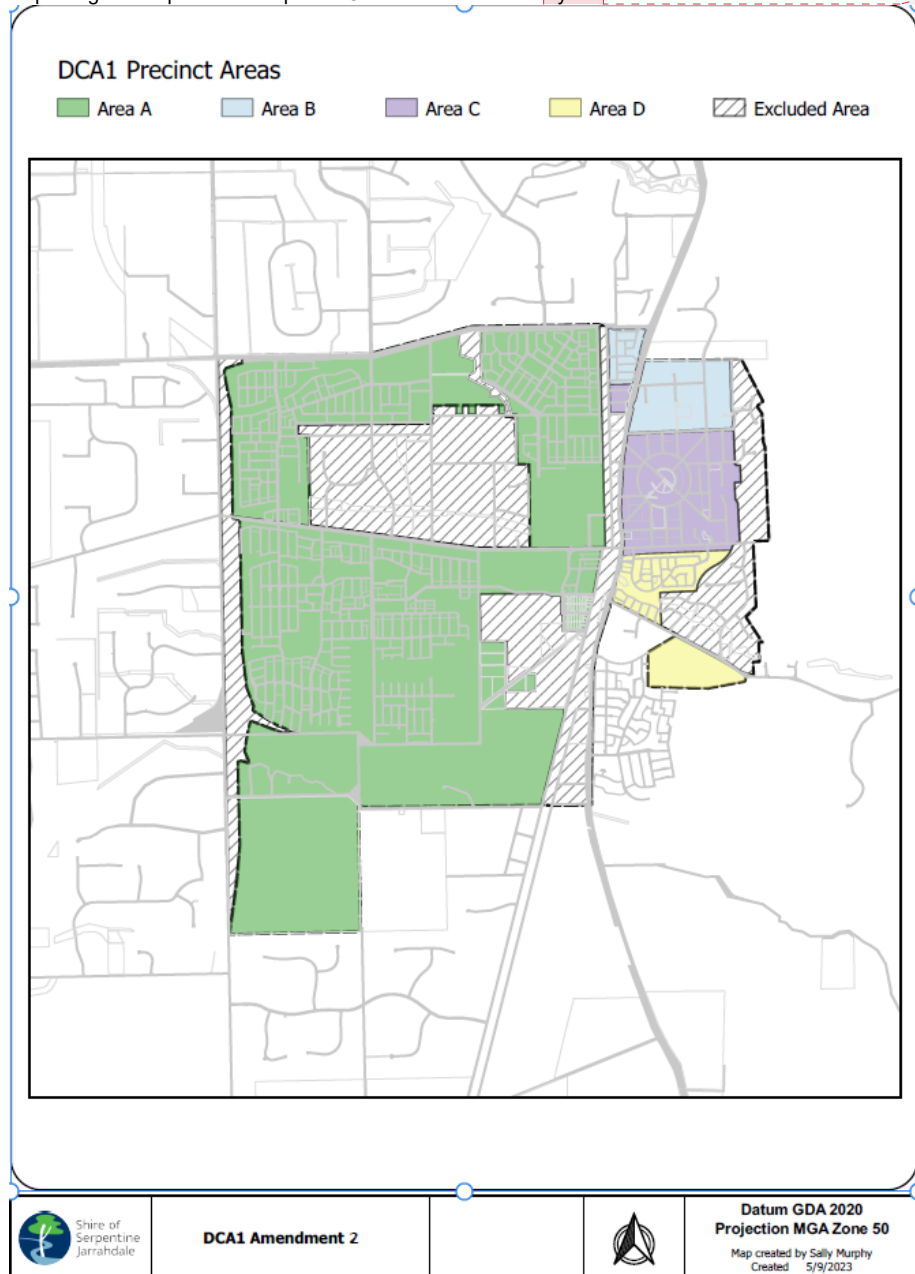 DCA1 Precinct Areas
Area A Area B Area C Area D Excluded Area
Shire of
Serpentine
Jarrahdale
DCA1 Amendment 2
Datum GDA 2020
Projection MGA Zone 50
Map created by Sally Murphy
Created 5/9/2023